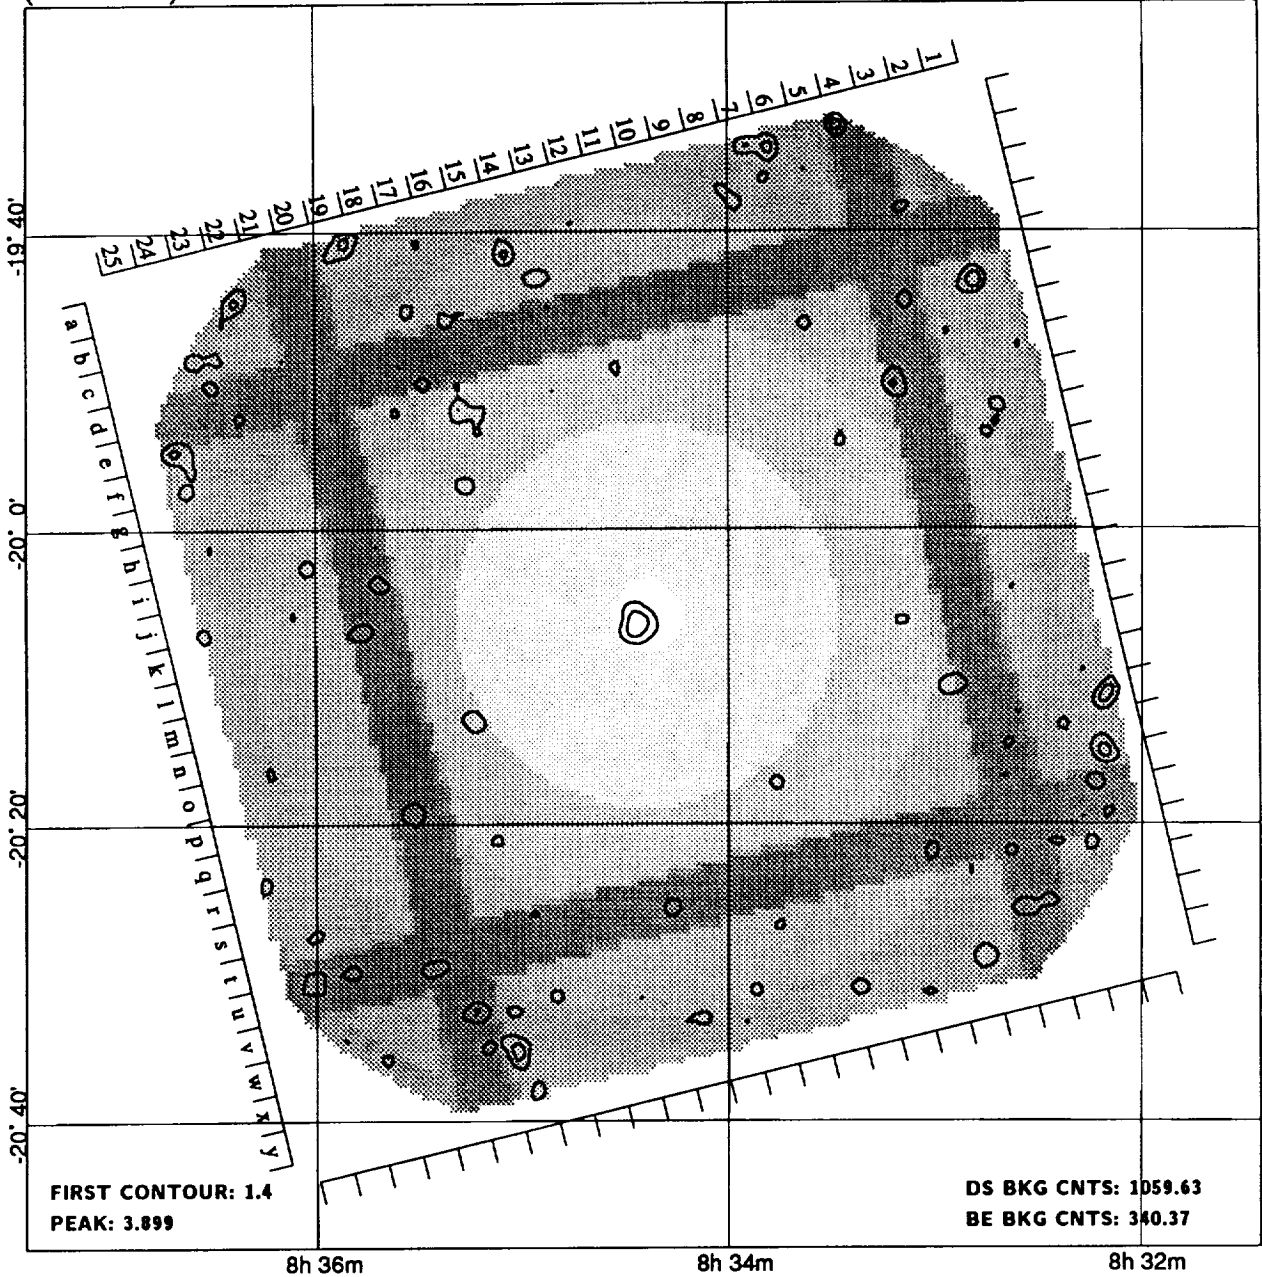 1
2
3
4
5
6
7
8
9
10
11
12
13
14
15
16
17
18
19
20
21
22
23
24
25
a
b
c
d
e
f
g
h
i
j
k
l
m
n
o
p
q
r
s
t
u
v
w
x
y
-19° 40'
-20° 0'
-20° 20'
-20° 40'
FIRST CONTOUR: 1.4
PEAK: 3.899
DS BKG CNTS: 1059.63
BE BKG CNTS: 340.37
8h 36m
8h 34m
8h 32m